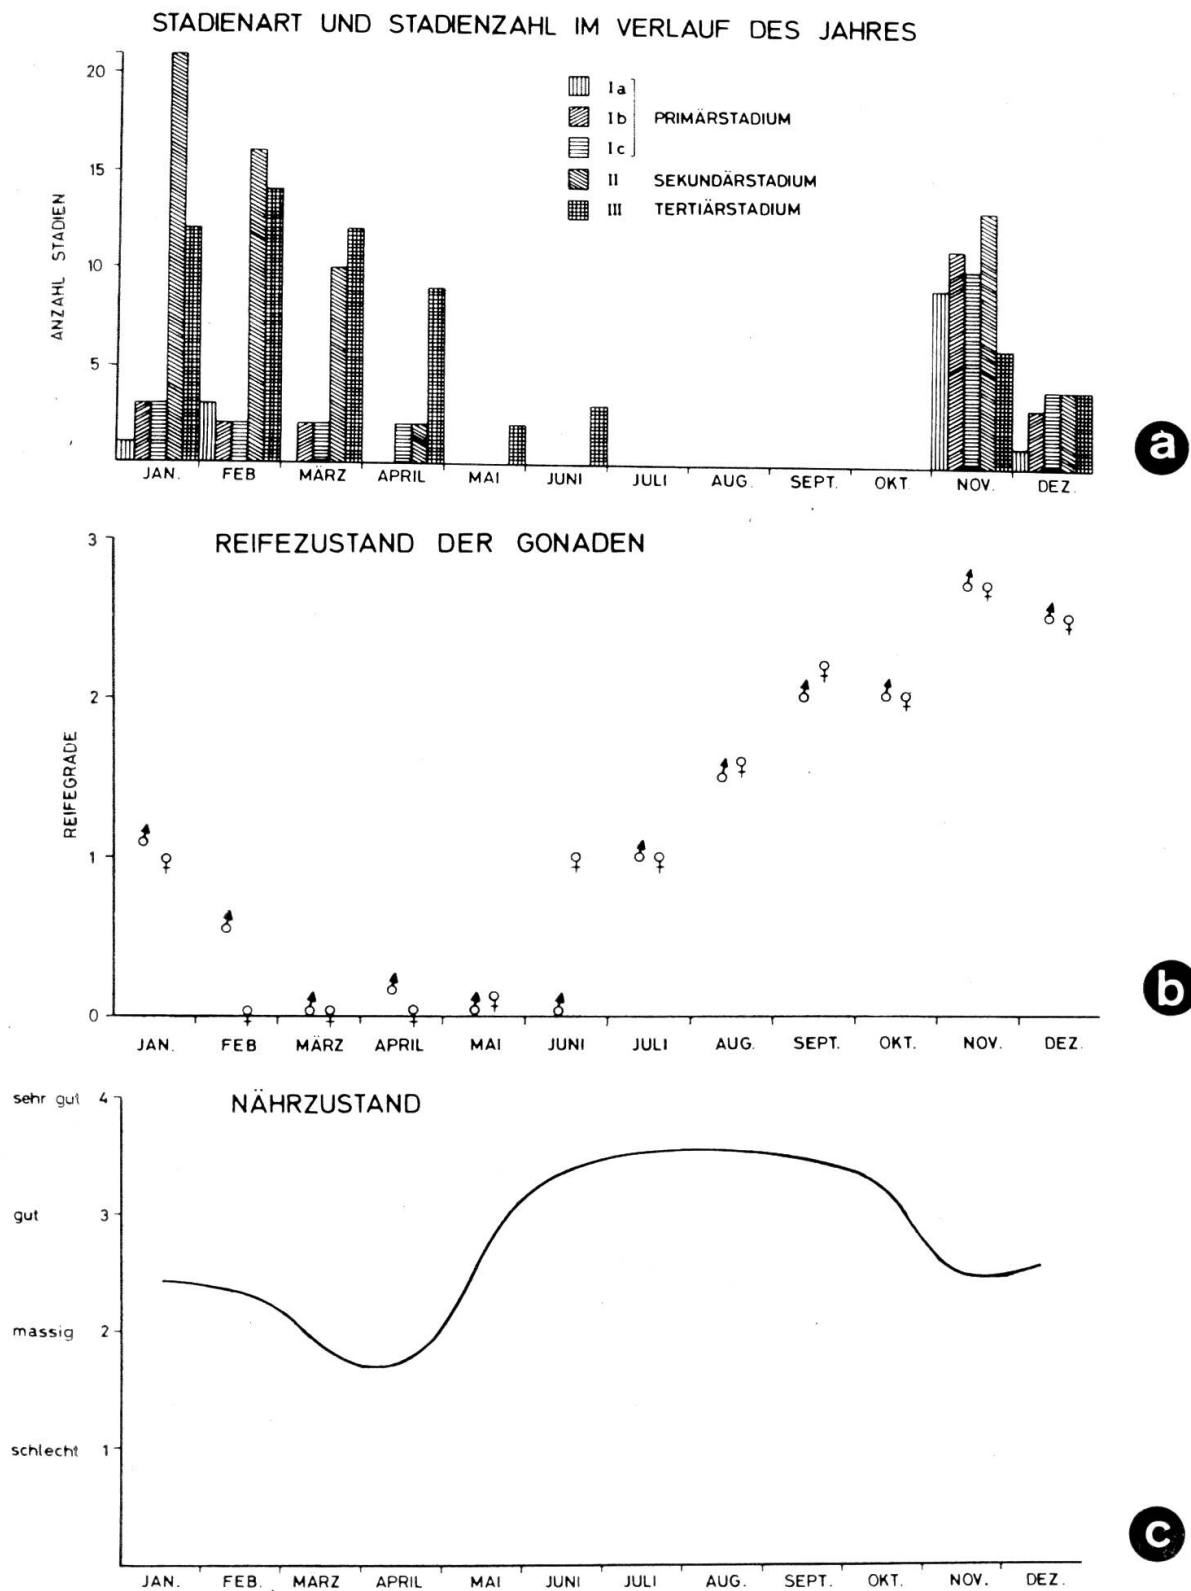 STADIENART UND STADIENZAHL IM VERLAUF DES JAHRES
20
15
10
5
ANZAHL STADIEN
Ia
Ib PRIMÄRSTADIUM
Ic
II SEKUNDÄRSTADIUM
III TERTIÄRSTADIUM
JAN. FEB MÄRZ APRIL MAI JUNI JULI AUG. SEPT. OKT. NOV. DEZ.
a
REIFEZUSTAND DER GONADEN
3
2
1
0
REIFEGRADE
JAN. FEB MÄRZ APRIL MAI JUNI JULI AUG. SEPT. OKT. NOV. DEZ.
b
NÄHRZUSTAND
sehr gut 4
gut 3
massig 2
schlecht 1
JAN. FEB. MÄRZ APRIL MAI JUNI JULI AUG. SEPT. OKT. NOV. DEZ.
c